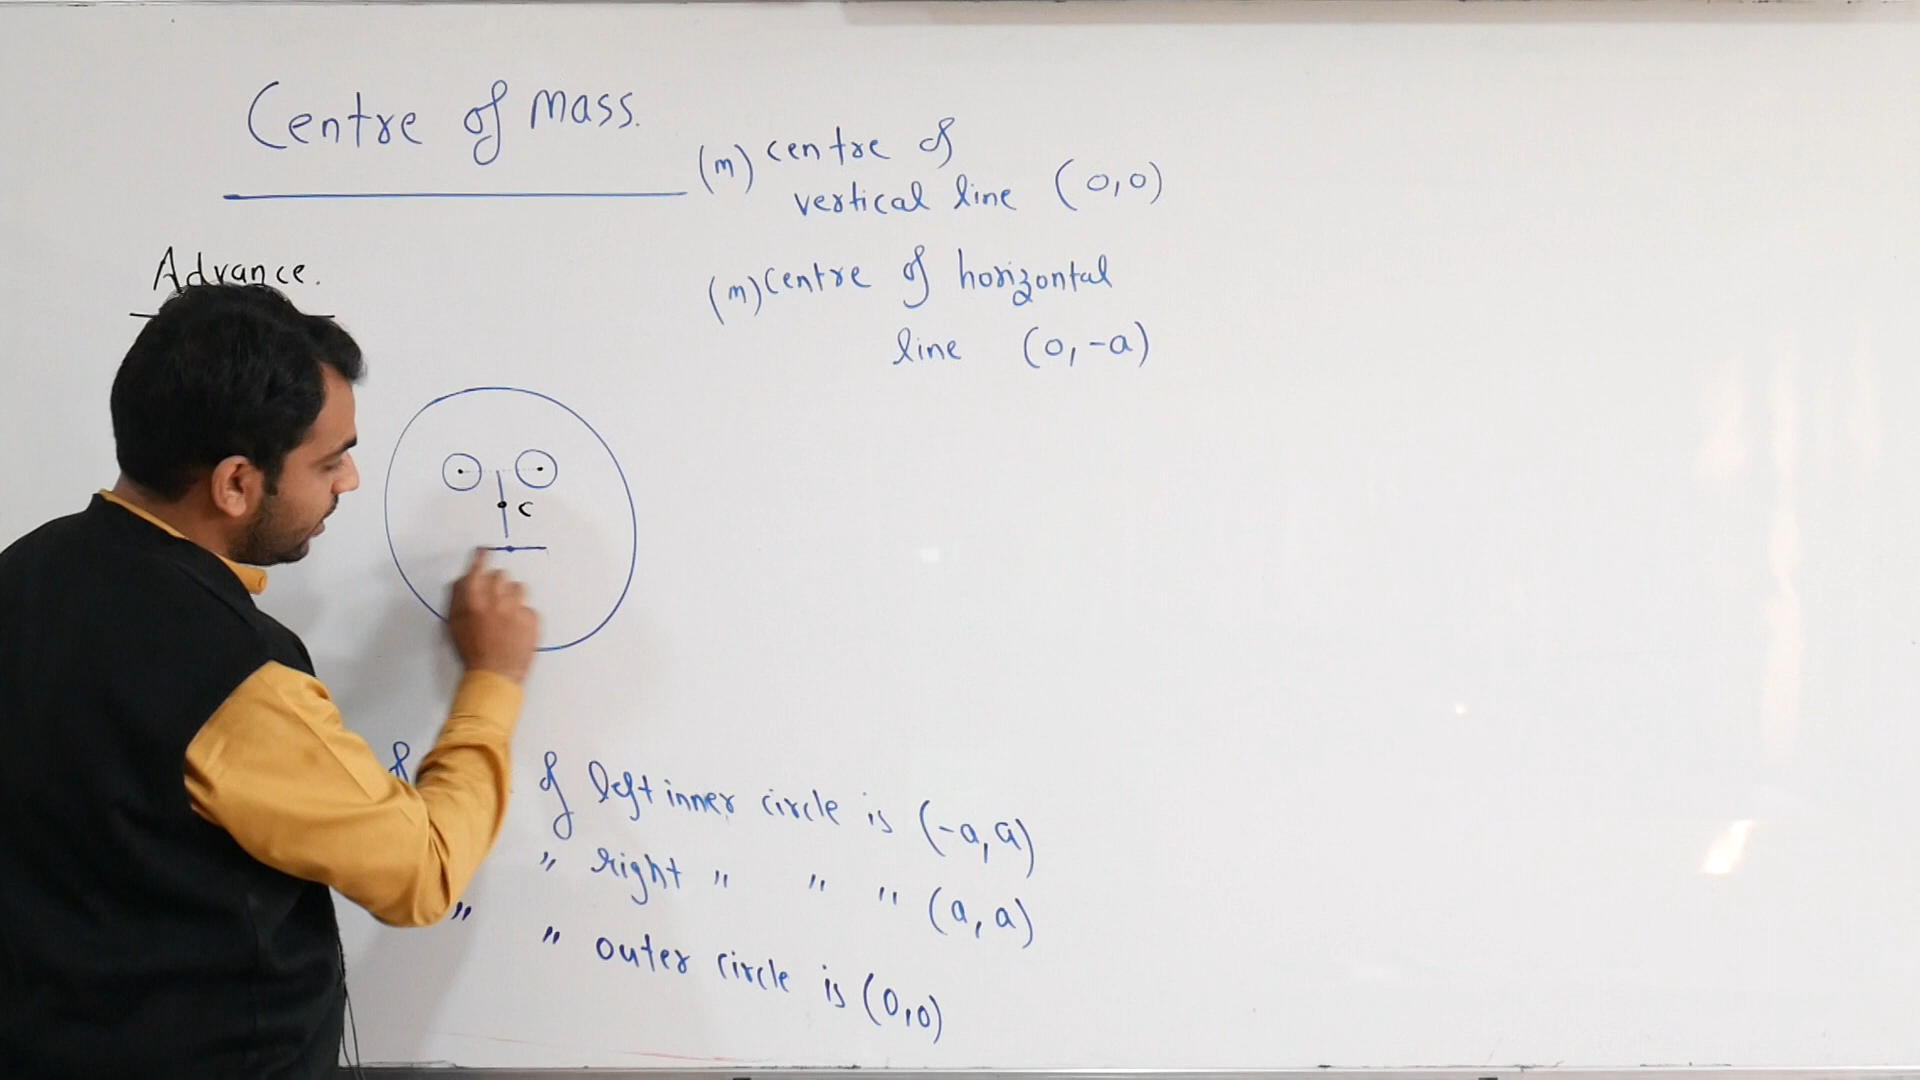 Centre of mass.
(m) centre of
vertical line (0,0)
Advance.
(m) Centre of horizontal
line (0,-a)
C
of left inner circle is (-a,a)
" right " " " (a,a)
" " outer circle is (0,0)